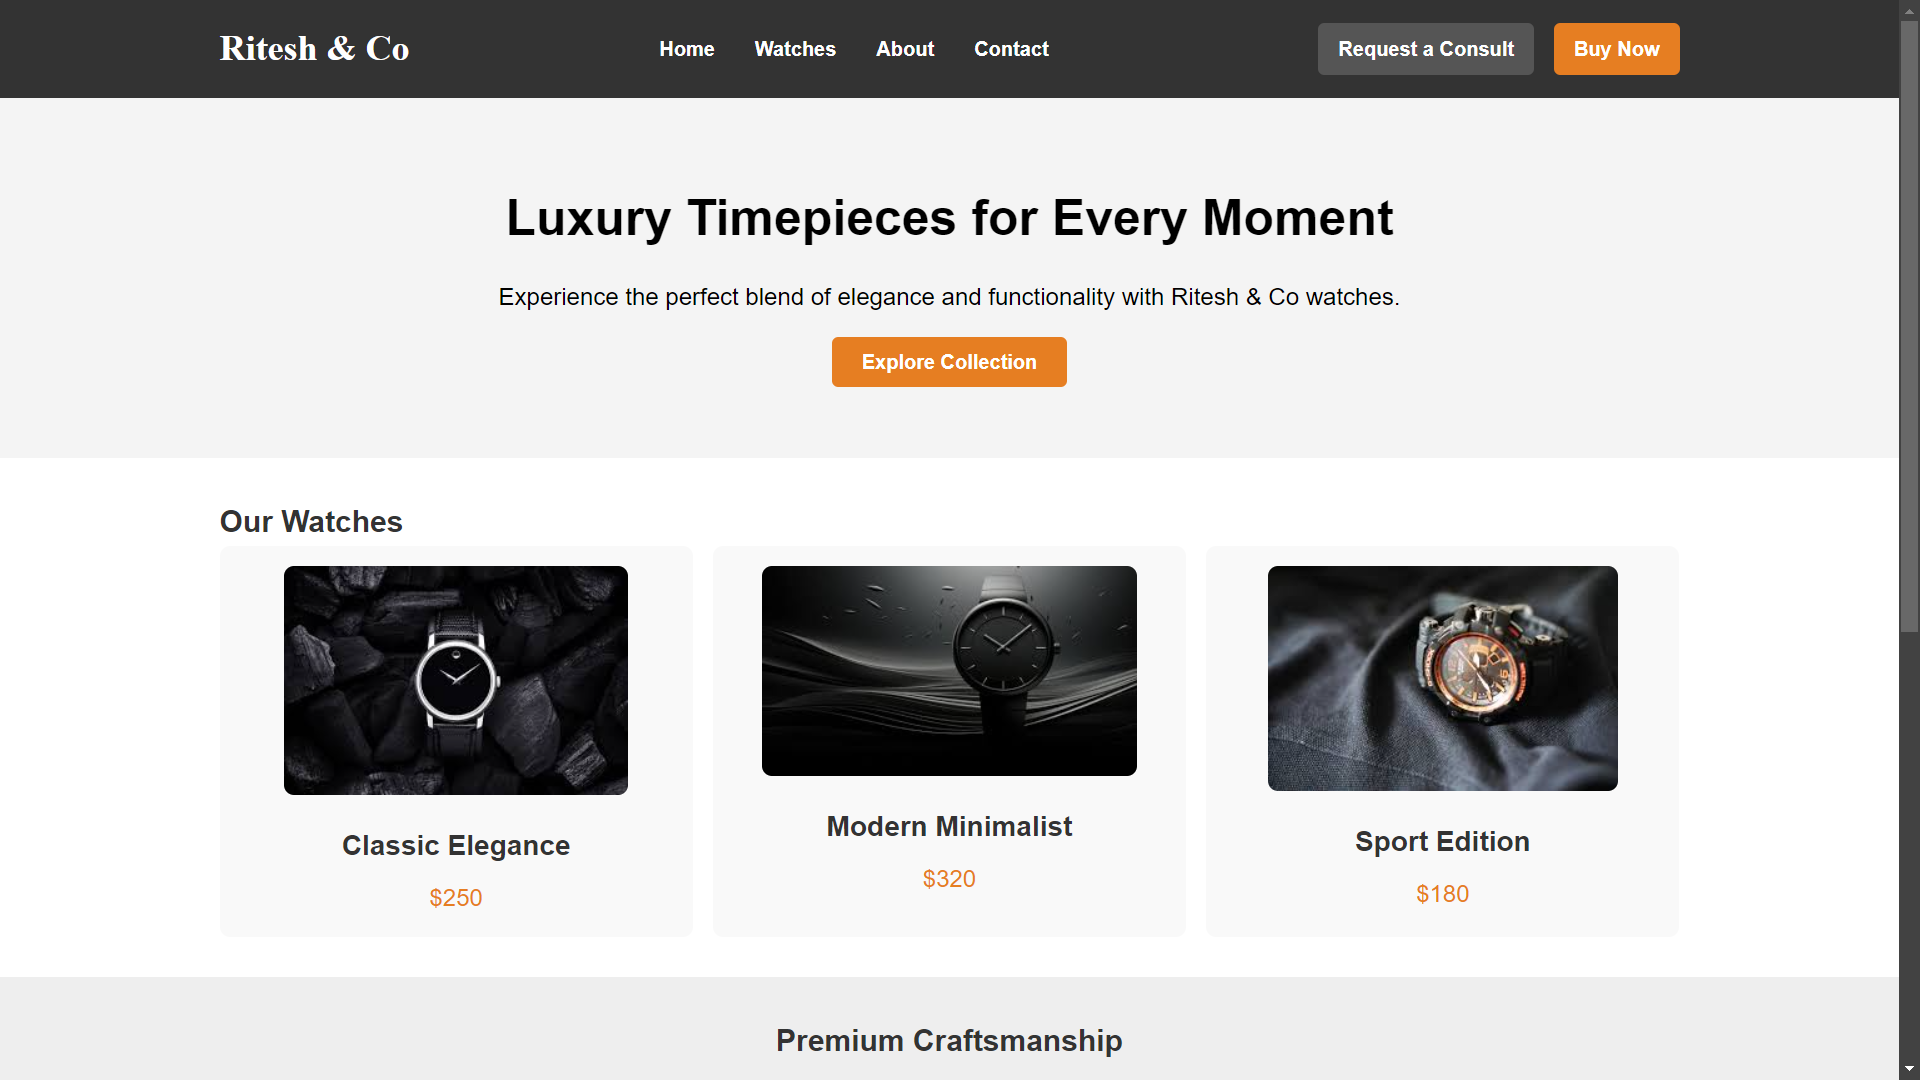 Ritesh & Co
Home
Watches
About
Contact
Request a Consult
Buy Now
Luxury Timepieces for Every Moment
Experience the perfect blend of elegance and functionality with Ritesh & Co watches.
Explore Collection
Our Watches
Classic Elegance
$250
Modern Minimalist
$320
Sport Edition
$180
Premium Craftsmanship